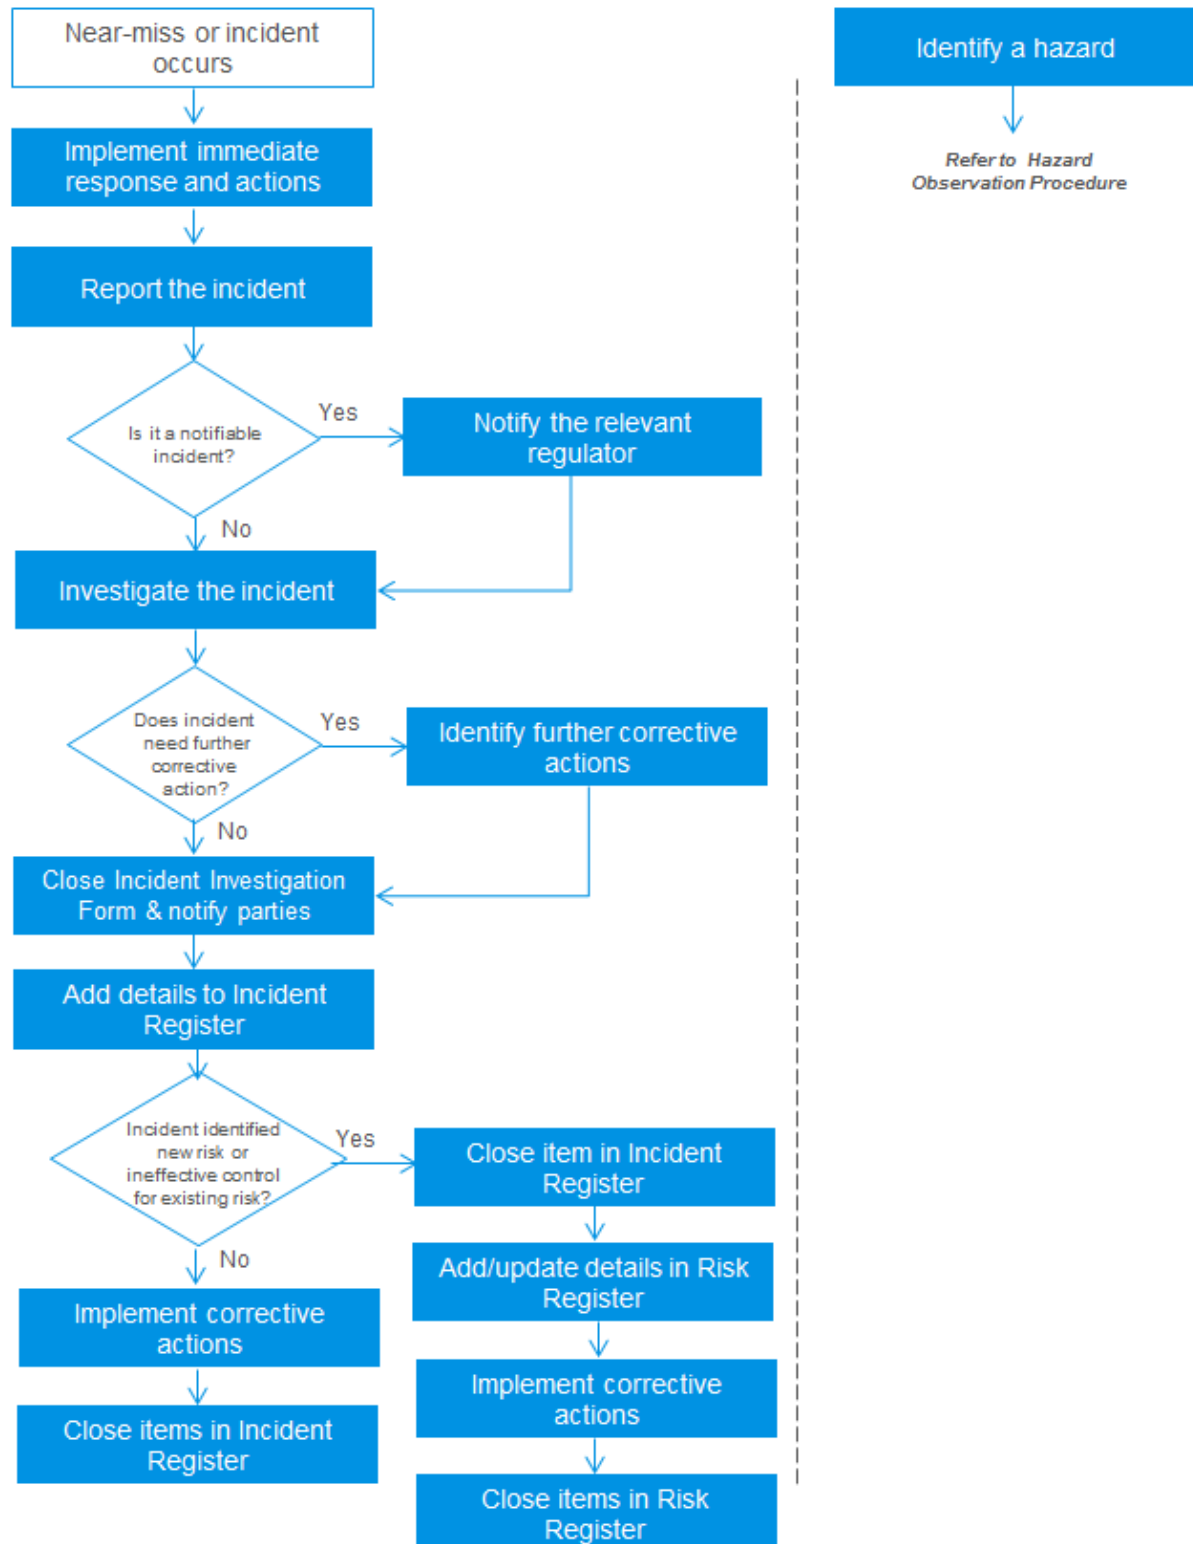 Near-miss or incident
occurs
Implement immediate
response and actions
Report the incident
Is it a notifiable
incident?
Yes
Notify the relevant
regulator
No
Investigate the incident
Does incident
need further
corrective
action?
Yes
Identify further corrective
actions
No
Close Incident Investigation
Form & notify parties
Add details to Incident
Register
Incident identified
new risk or
ineffective control
for existing risk?
Yes
Close item in Incident
Register
Add/update details in Risk
Register
Implement corrective
actions
Close items in Risk
Register
No
Implement corrective
actions
Close items in Incident
Register
Identify a hazard
Refer to Hazard
Observation Procedure